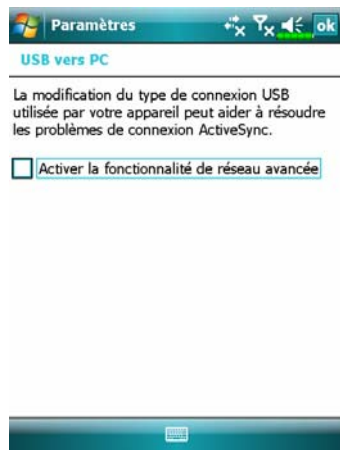 Paramètres
ok
USB vers PC
La modification du type de connexion USB
utilisée par votre appareil peut aider à résoudre
les problèmes de connexion ActiveSync.
Activer la fonctionnalité de réseau avancée